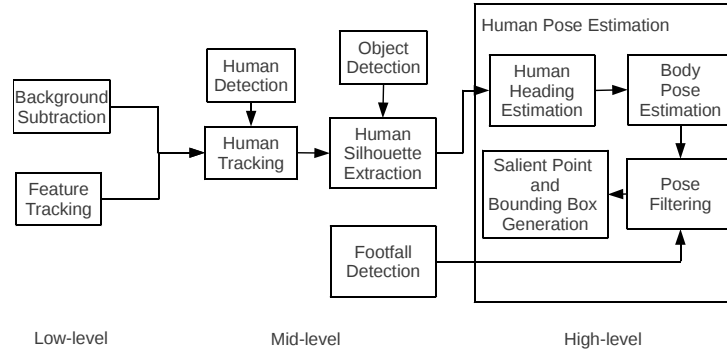 Human Pose Estimation
Object
Detection
Human
Detection
Human
Heading
Estimation
Body
Pose
Estimation
Background
Subtraction
Human
Tracking
Human
Silhouette
Extraction
Salient Point
and
Bounding Box
Generation
Pose
Filtering
Feature
Tracking
Footfall
Detection
Low-level
Mid-level
High-level